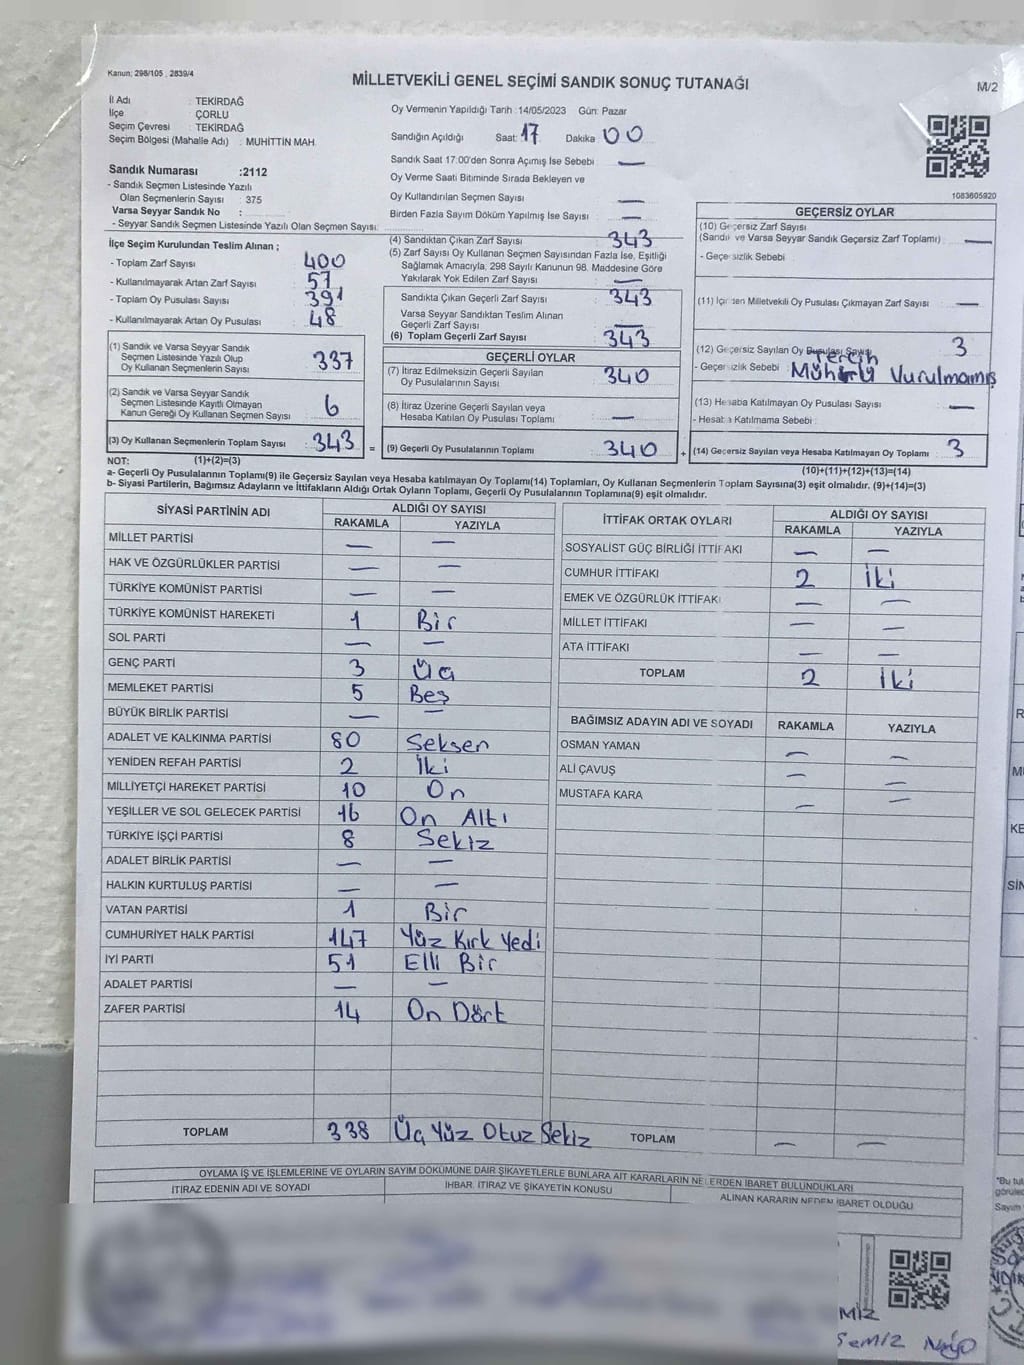 Kanun; 298/105 , 2839/4
MİLLETVEKİLİ GENEL SEÇİMİ SANDIK SONUÇ TUTANAĞI
M/2
İl Adı : TEKİRDAĞ
İlçe : ÇORLU
Seçim Çevresi : TEKİRDAĞ
Seçim Bölgesi (Mahalle Adı) : MUHİTTİN MAH.
Sandık Numarası :2112
- Sandık Seçmen Listesinde Yazılı
Olan Seçmenlerin Sayısı : 375
Varsa Seyyar Sandık No :
- Seyyar Sandık Seçmen Listesinde Yazılı Olan Seçmen Sayısı:
İlçe Seçim Kurulundan Teslim Alınan ;
- Toplam Zarf Sayısı : 400
- Kullanılmayarak Artan Zarf Sayısı : 57
- Toplam Oy Pusulası Sayısı : 391
- Kullanılmayarak Artan Oy Pusulası : 48
(1) Sandık ve Varsa Seyyar Sandık
Seçmen Listesinde Yazılı Olup
Oy Kullanan Seçmenlerin Sayısı : 337
(2) Sandık ve Varsa Seyyar Sandık
Seçmen Listesinde Kayıtlı Olmayan
Kanun Gereği Oy Kullanan Seçmen Sayısı : 6
(3) Oy Kullanan Seçmenlerin Toplam Sayısı : 343 =
Oy Vermenin Yapıldığı Tarih :14/05/2023 Gün: Pazar
Sandığın Açıldığı Saat: 17 Dakika 00
Sandık Saat 17:00'den Sonra Açımış İse Sebebi : —
Oy Verme Saati Bitiminde Sırada Bekleyen ve
Oy Kullandırılan Seçmen Sayısı : —
Birden Fazla Sayım Döküm Yapılmış İse Sayısı : —
(4) Sandıktan Çıkan Zarf Sayısı : 343
(5) Zarf Sayısı Oy Kullanan Seçmen Sayısından Fazla İse, Eşitliği
Sağlamak Amacıyla, 298 Sayılı Kanunun 98. Maddesine Göre
Yakılarak Yok Edilen Zarf Sayısı : —
Sandıkta Çıkan Geçerli Zarf Sayısı : 343
Varsa Seyyar Sandıktan Teslim Alınan
Geçerli Zarf Sayısı : —
(6) Toplam Geçerli Zarf Sayısı : 343
GEÇERLİ OYLAR
(7) İtiraz Edilmeksizin Geçerli Sayılan
Oy Pusulalarının Sayısı : 340
(8) İtiraz Üzerine Geçerli Sayılan veya
Hesaba Katılan Oy Pusulası Toplamı : —
(9) Geçerli Oy Pusulalarının Toplamı : 340 +
1083605920
GEÇERSİZ OYLAR
(10) Geçersiz Zarf Sayısı
(Sandık ve Varsa Seyyar Sandık Geçersiz Zarf Toplamı) : —
- Geçersizlik Sebebi :
(11) İçinden Milletvekili Oy Pusulası Çıkmayan Zarf Sayısı : —
(12) Geçersiz Sayılan Oy Pusulası Sayısı : 3
- Geçersizlik Sebebi : Tercih
Mührü Vurulmamış
(13) Hesaba Katılmayan Oy Pusulası Sayısı : —
- Hesaba Katılmama Sebebi :
(14) Geçersiz Sayılan veya Hesaba Katılmayan Oy Toplamı : 3
NOT: (1)+(2)=(3) (10)+(11)+(12)+(13)=(14)
a- Geçerli Oy Pusulalarının Toplamı(9) ile Geçersiz Sayılan veya Hesaba katılmayan Oy Toplamı(14) Toplamları, Oy Kullanan Seçmenlerin Toplam Sayısına(3) eşit olmalıdır. (9)+(14)=(3)
b- Siyasi Partilerin, Bağımsız Adayların ve İttifakların Aldığı Ortak Oyların Toplamı, Geçerli Oy Pusulalarının Toplamına(9) eşit olmalıdır.
SİYASİ PARTİNİN ADI ALDIĞI OY SAYISI
RAKAMLA YAZIYLA
MİLLET PARTİSİ — —
HAK VE ÖZGÜRLÜKLER PARTİSİ — —
TÜRKİYE KOMÜNİST PARTİSİ — —
TÜRKİYE KOMÜNİST HAREKETİ 1 Bir
SOL PARTİ — —
GENÇ PARTİ 3 Üç
MEMLEKET PARTİSİ 5 Beş
BÜYÜK BİRLİK PARTİSİ — —
ADALET VE KALKINMA PARTİSİ 80 Seksen
YENİDEN REFAH PARTİSİ 2 İki
MİLLİYETÇİ HAREKET PARTİSİ 10 On
YEŞİLLER VE SOL GELECEK PARTİSİ 16 On Altı
TÜRKİYE İŞÇİ PARTİSİ 8 Sekiz
ADALET BİRLİK PARTİSİ — —
HALKIN KURTULUŞ PARTİSİ — —
VATAN PARTİSİ 1 Bir
CUMHURİYET HALK PARTİSİ 147 Yüz Kırk Yedi
İYİ PARTİ 51 Elli Bir
ADALET PARTİSİ — —
ZAFER PARTİSİ 14 On Dört
TOPLAM 338 Üç Yüz Otuz Sekiz
İTTİFAK ORTAK OYLARI ALDIĞI OY SAYISI
RAKAMLA YAZIYLA
SOSYALİST GÜÇ BİRLİĞİ İTTİFAKI — —
CUMHUR İTTİFAKI 2 İki
EMEK VE ÖZGÜRLÜK İTTİFAKI — —
MİLLET İTTİFAKI — —
ATA İTTİFAKI — —
TOPLAM 2 İki
BAĞIMSIZ ADAYIN ADI VE SOYADI RAKAMLA YAZIYLA
OSMAN YAMAN — —
ALİ ÇAVUŞ — —
MUSTAFA KARA — —
TOPLAM — —
OYLAMA İŞ VE İŞLEMLERİNE VE OYLARIN SAYIM DÖKÜMÜNE DAİR ŞİKAYETLERLE BUNLARA AİT KARARLARIN NELERDEN İBARET BULUNDUKLARI
İTİRAZ EDENİN ADI VE SOYADI İHBAR, İTİRAZ VE ŞİKAYETİN KONUSU ALINAN KARARIN NEDEN İBARET OLDUĞU
MİZ
SEMİZ